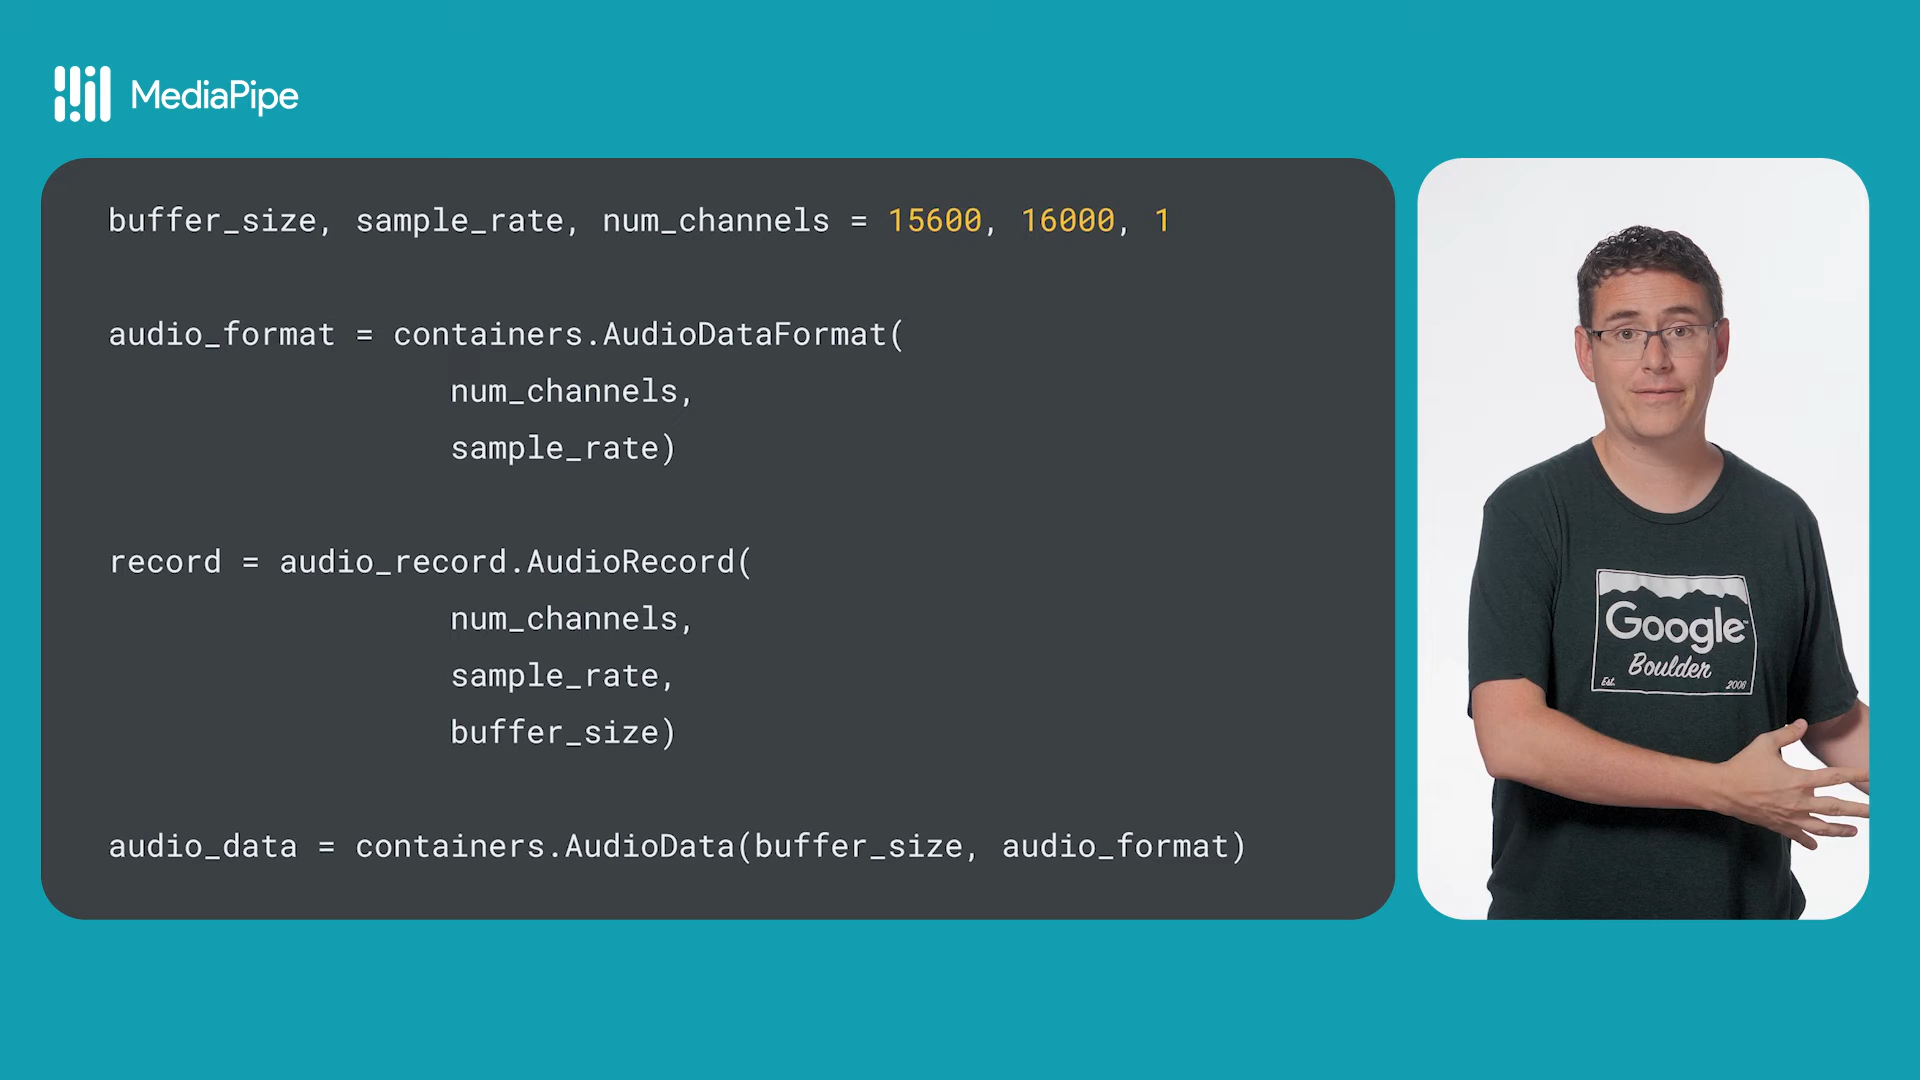 MediaPipe
buffer_size, sample_rate, num_channels = 15600, 16000, 1
audio_format = containers.AudioDataFormat(
num_channels,
sample_rate)
record = audio_record.AudioRecord(
num_channels,
sample_rate,
buffer_size)
audio_data = containers.AudioData(buffer_size, audio_format)
Google™
Boulder
Est. 2006